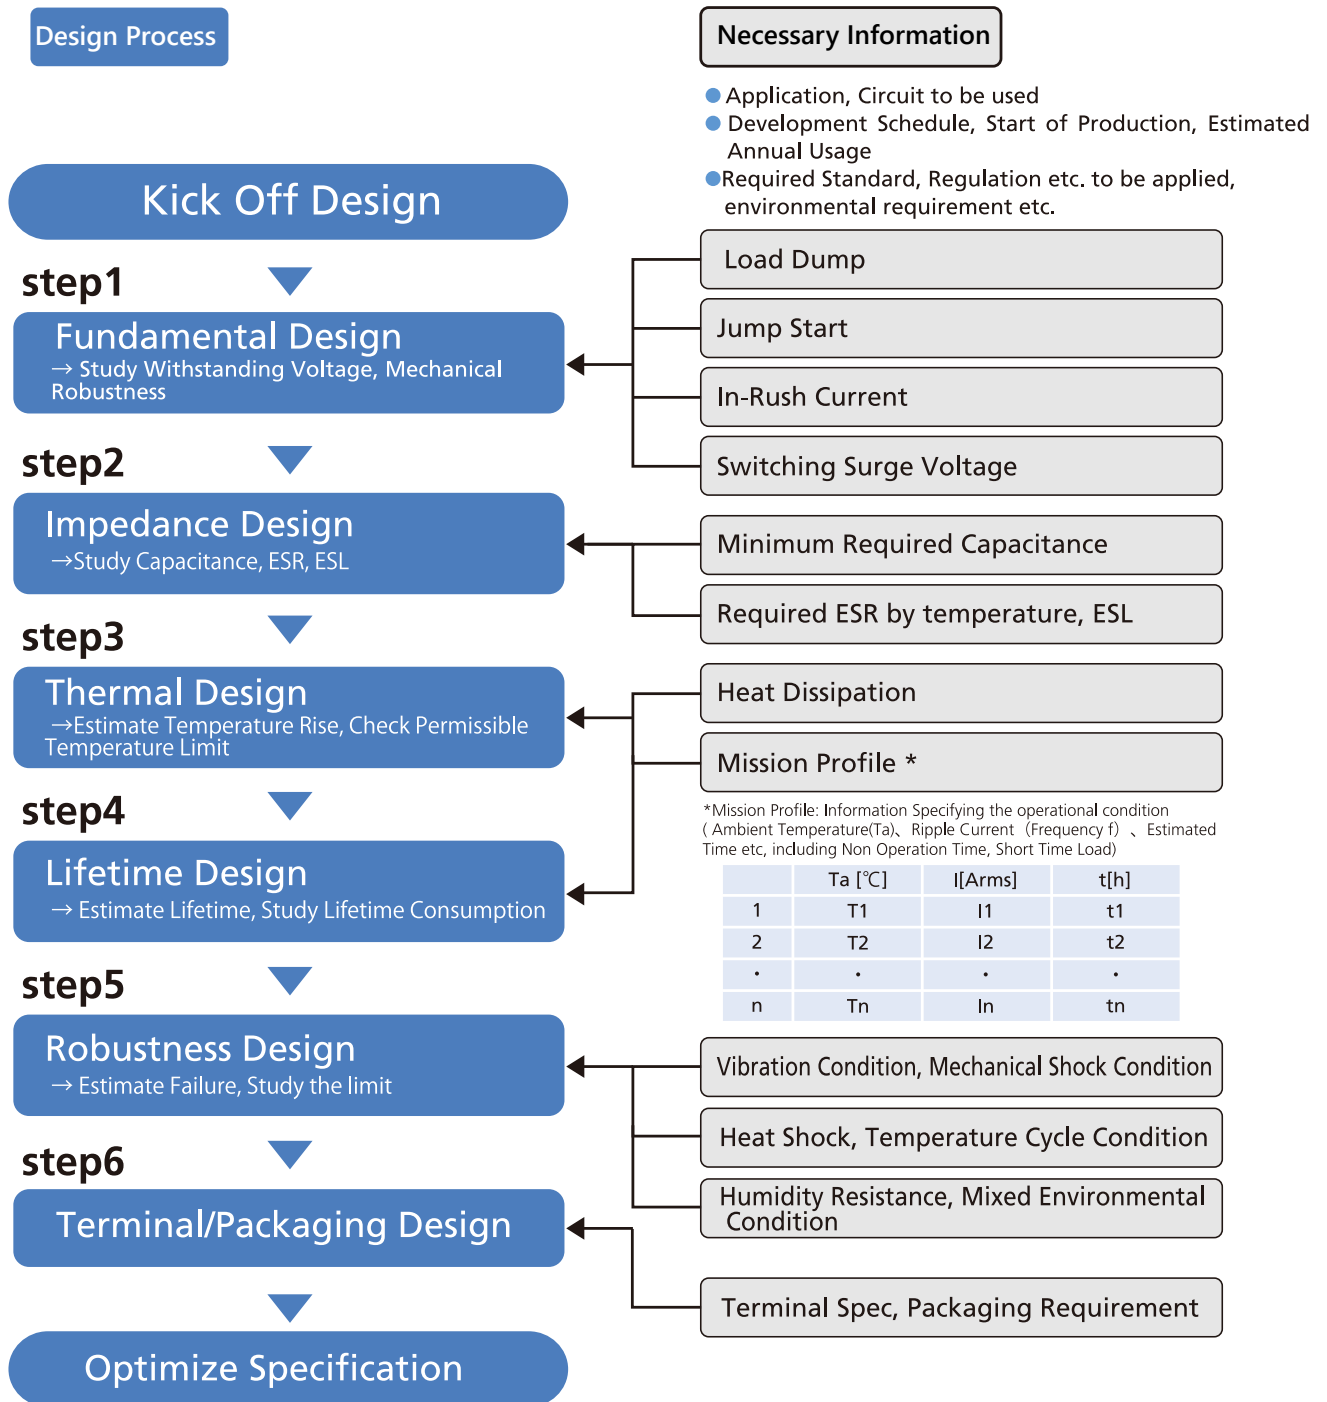 Design Process
Necessary Information
● Application, Circuit to be used
● Development Schedule, Start of Production, Estimated
Annual Usage
●Required Standard, Regulation etc. to be applied,
environmental requirement etc.
Kick Off Design
step1
Fundamental Design
→ Study Withstanding Voltage, Mechanical
Robustness
Load Dump
Jump Start
In-Rush Current
Switching Surge Voltage
step2
Impedance Design
→Study Capacitance, ESR, ESL
Minimum Required Capacitance
Required ESR by temperature, ESL
step3
Thermal Design
→Estimate Temperature Rise, Check Permissible
Temperature Limit
Heat Dissipation
Mission Profile *
*Mission Profile: Information Specifying the operational condition
( Ambient Temperature(Ta)、Ripple Current（Frequency f）、Estimated
Time etc, including Non Operation Time, Short Time Load)
Ta [℃] I[Arms] t[h]
1 T1 I1 t1
2 T2 I2 t2
・ ・ ・ ・
n Tn In tn
step4
Lifetime Design
→ Estimate Lifetime, Study Lifetime Consumption
step5
Robustness Design
→ Estimate Failure, Study the limit
Vibration Condition, Mechanical Shock Condition
Heat Shock, Temperature Cycle Condition
Humidity Resistance, Mixed Environmental
Condition
step6
Terminal/Packaging Design
Terminal Spec, Packaging Requirement
Optimize Specification